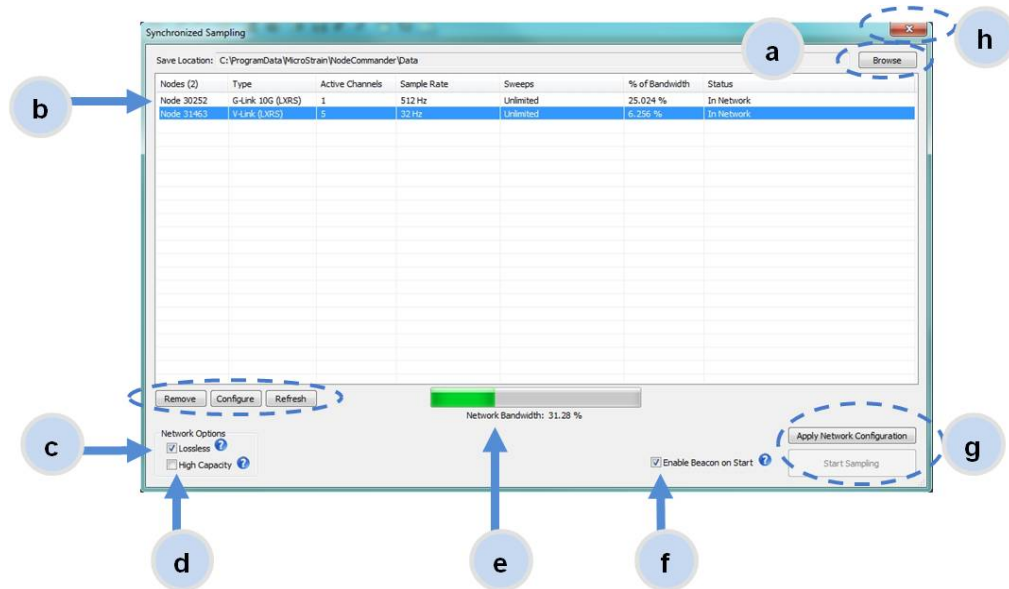 Synchronized Sampling
h
a
Save Location: C:\ProgramData\MicroStrain\NodeCommander\Data
Browse
b
Nodes (2) Type Active Channels Sample Rate Sweeps % of Bandwidth Status
Node 30252 G-Link 10G (LXRS) 1 512 Hz Unlimited 25.024 % In Network
Node 31463 V-Link (LXRS) 5 32 Hz Unlimited 6.256 % In Network
Remove Configure Refresh
Network Bandwidth: 31.28 %
c
Network Options
Lossless ?
High Capacity ?
Enable Beacon on Start ?
Apply Network Configuration
Start Sampling
g
d
e
f